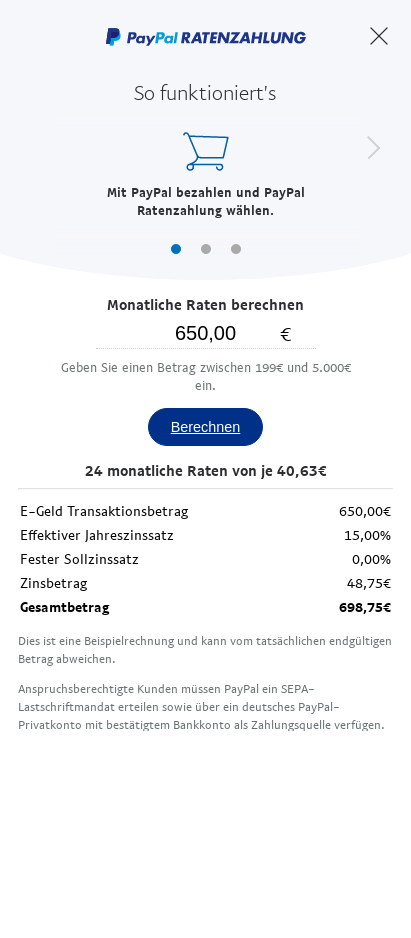 PayPal RATENZAHLUNG
So funktioniert's
Mit PayPal bezahlen und PayPal
Ratenzahlung wählen.
Monatliche Raten berechnen
650,00 €
Geben Sie einen Betrag zwischen 199€ und 5.000€
ein.
Berechnen
24 monatliche Raten von je 40,63€
E-Geld Transaktionsbetrag 650,00€
Effektiver Jahreszinssatz 15,00%
Fester Sollzinssatz 0,00%
Zinsbetrag 48,75€
Gesamtbetrag 698,75€
Dies ist eine Beispielrechnung und kann vom tatsächlichen endgültigen
Betrag abweichen.
Anspruchsberechtigte Kunden müssen PayPal ein SEPA-
Lastschriftmandat erteilen sowie über ein deutsches PayPal-
Privatkonto mit bestätigtem Bankkonto als Zahlungsquelle verfügen.